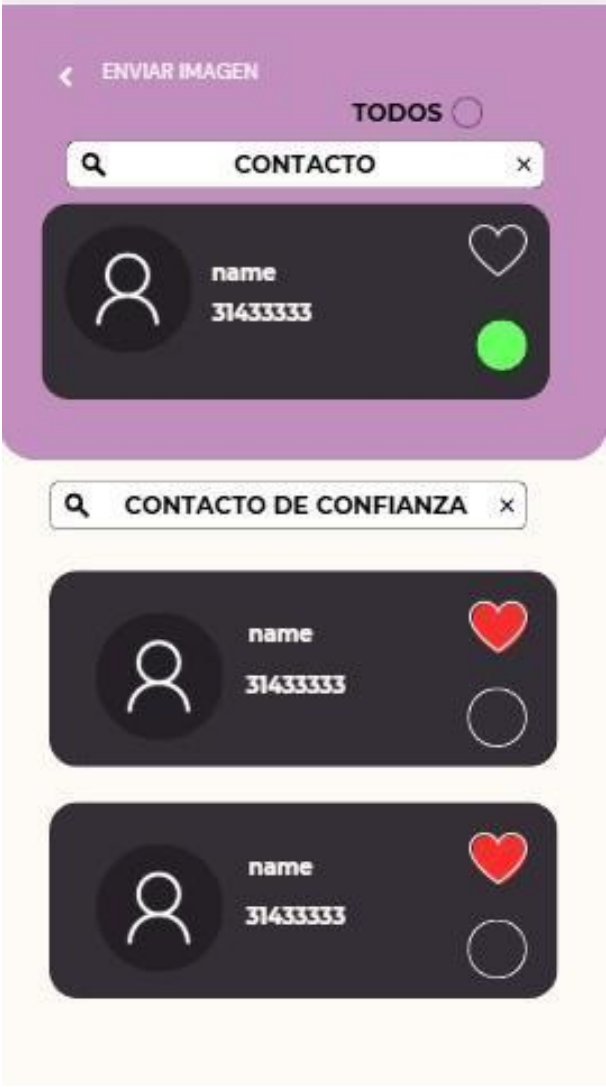 ENVIAR IMAGEN
TODOS
CONTACTO
name
31433333
CONTACTO DE CONFIANZA
name
31433333
name
31433333